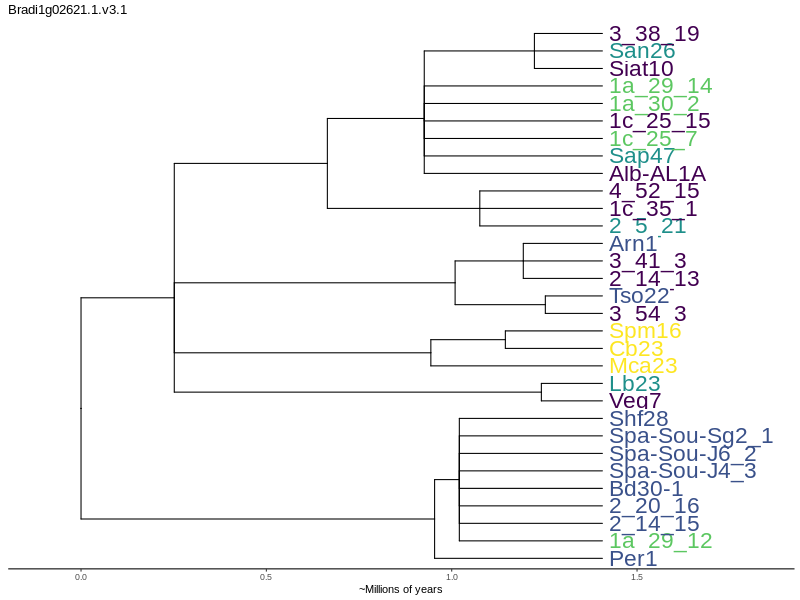 Bradi1g02621.1.v3.1
3_38_19
San26
Siat10
1a_29_14
1a_30_2
1c_25_15
1c_25_7
Sap47
Alb-AL1A
4_52_15
1c_35_1
2_5_21
Arn1
3_41_3
2_14_13
Tso22
3_54_3
Spm16
Cb23
Mca23
Lb23
Veg7
Shf28
Spa-Sou-Sg2_1
Spa-Sou-J6_2
Spa-Sou-J4_3
Bd30-1
2_20_16
2_14_15
1a_29_12
Per1
0.0 0.5 1.0 1.5
~Millions of years